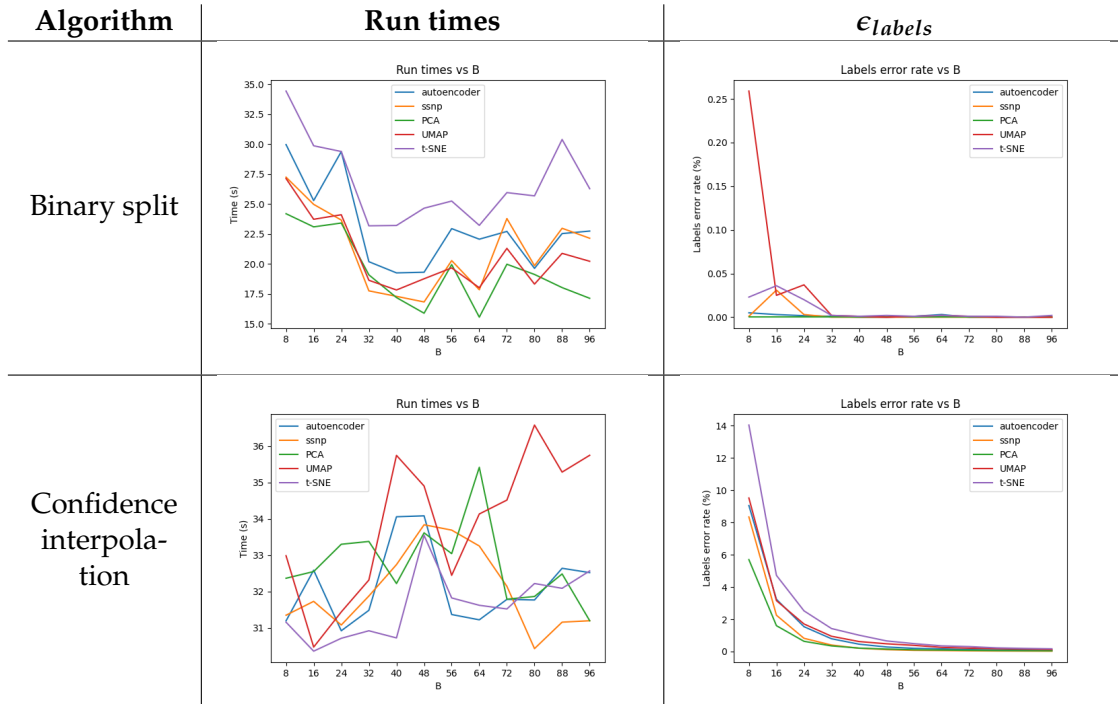 Algorithm Run times ϵlabels
Binary split
Run times vs B
35.0
32.5
30.0
27.5
25.0
22.5
20.0
17.5
15.0
Time (s)
autoencoder
ssnp
PCA
UMAP
t-SNE
8 16 24 32 40 48 56 64 72 80 88 96
B
Labels error rate vs B
0.25
0.20
0.15
0.10
0.05
0.00
Labels error rate (%)
autoencoder
ssnp
PCA
UMAP
t-SNE
8 16 24 32 40 48 56 64 72 80 88 96
B
Confidence
interpola-
tion
Run times vs B
36
35
34
33
32
31
Time (s)
autoencoder
ssnp
PCA
UMAP
t-SNE
8 16 24 32 40 48 56 64 72 80 88 96
B
Labels error rate vs B
14
12
10
8
6
4
2
0
Labels error rate (%)
autoencoder
ssnp
PCA
UMAP
t-SNE
8 16 24 32 40 48 56 64 72 80 88 96
B